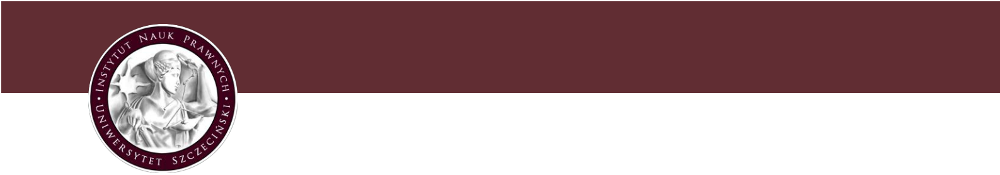 INSTYTUT NAUK PRAWNYCH
UNIWERSYTET SZCZECIŃSKI